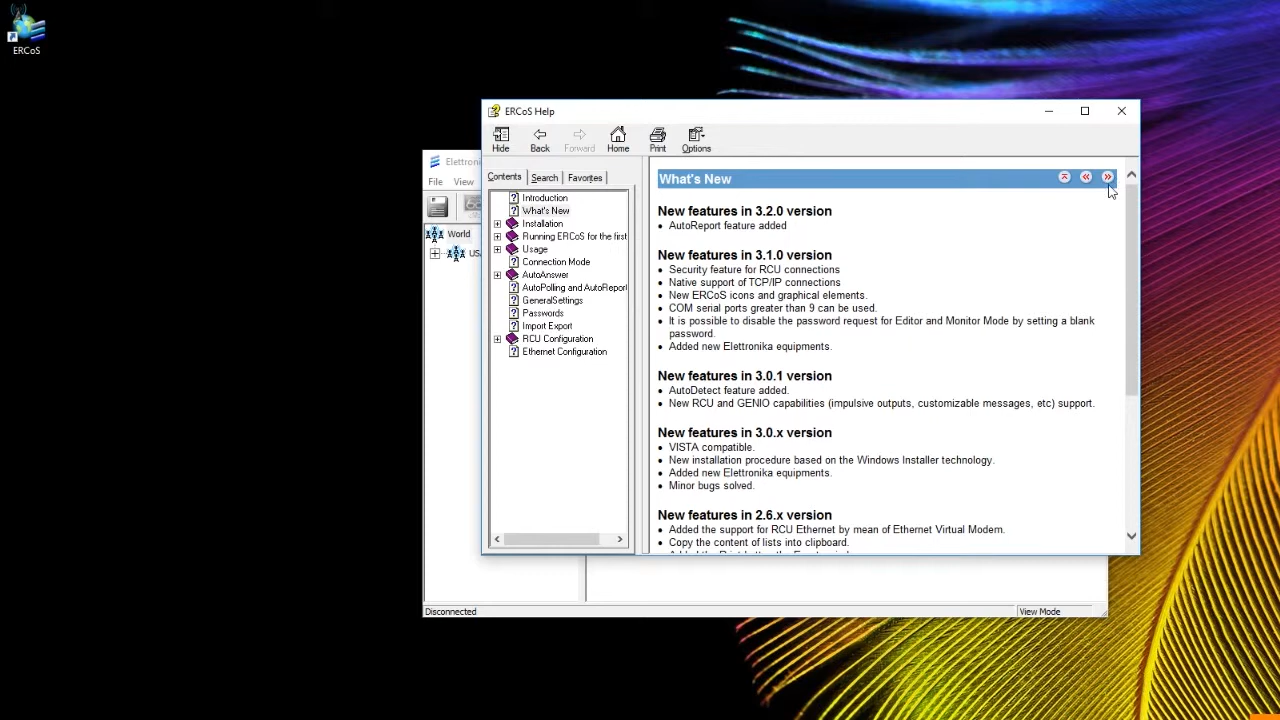 ERCoS
ERCoS Help
Hide
Back
Forward
Home
Print
Options
Contents
Search
Favorites
Introduction
What's New
Installation
Running ERCoS for the first
Usage
Connection Mode
AutoAnswer
AutoPolling and AutoReport
GeneralSettings
Passwords
Import Export
RCU Configuration
Ethernet Configuration
What's New
New features in 3.2.0 version
• AutoReport feature added
New features in 3.1.0 version
• Security feature for RCU connections
• Native support of TCP/IP connections
• New ERCoS icons and graphical elements.
• COM serial ports greater than 9 can be used.
• It is possible to disable the password request for Editor and Monitor Mode by setting a blank
password.
• Added new Elettronika equipments.
New features in 3.0.1 version
• AutoDetect feature added.
• New RCU and GENIO capabilities (impulsive outputs, customizable messages, etc) support.
New features in 3.0.x version
• VISTA compatible.
• New installation procedure based on the Windows Installer technology.
• Added new Elettronika equipments.
• Minor bugs solved.
New features in 2.6.x version
• Added the support for RCU Ethernet by mean of Ethernet Virtual Modem.
• Copy the content of lists into clipboard.
Elettroni
File View
World
US
Disconnected
View Mode